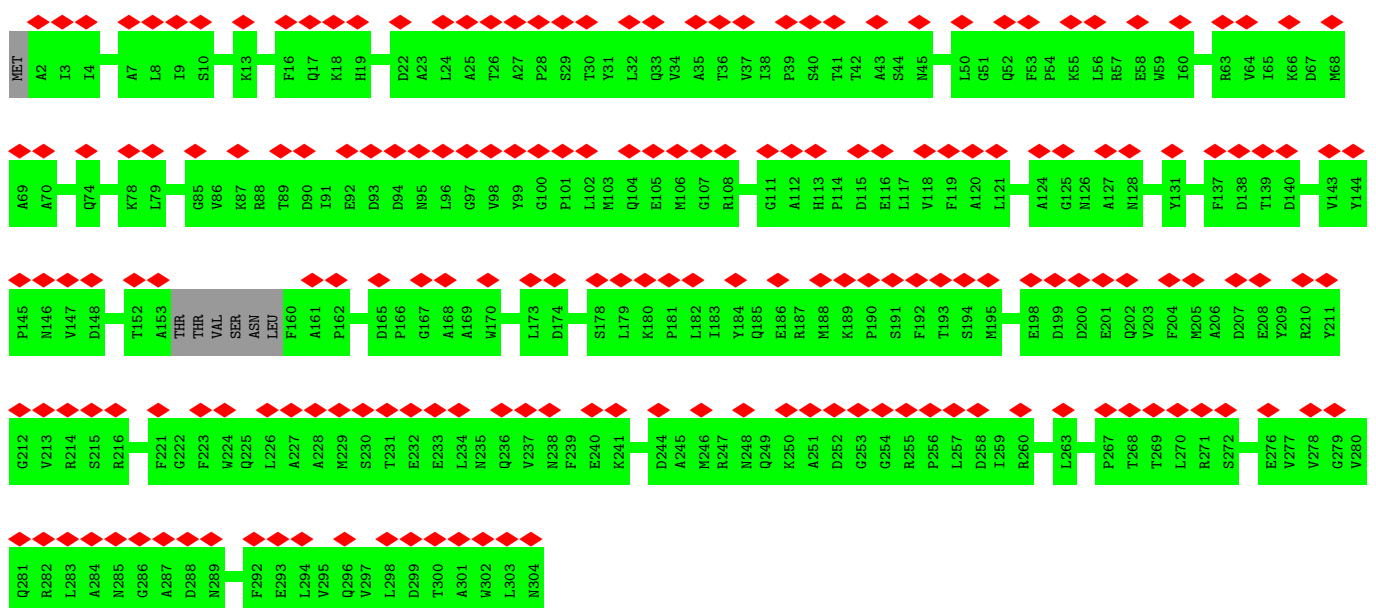 MET A2 I3 I4 A7 L8 I9 S10 K13 F16 Q17 K18 H19 D22 A23 L24 A25 T26 A27 P28 S29 T30 Y31 L32 Q33 V34 A35 T36 V37 I38 P39 S40 T41 T42 A43 S44 N45 L50 G51 Q52 F53 P54 K55 L56 R57 E58 W59 I60 R63 V64 I65 K66 D67 M68
A69 A70 Q74 K78 L79 G85 V86 K87 R88 T89 D90 I91 E92 D93 D94 N95 L96 G97 V98 Y99 G100 P101 L102 M103 Q104 E105 M106 G107 R108 G111 A112 H113 P114 D115 E116 L117 V118 F119 A120 L121 A124 G125 N126 A127 N128 Y131 F137 D138 T139 D140 V143 Y144
P145 N146 V147 D148 T152 A153 THR THR VAL SER ASN LEU F160 A161 P162 D165 P166 G167 A168 A169 W170 L173 D174 S178 L179 K180 P181 L182 I183 Y184 Q185 E186 R187 M188 K189 P190 S191 F192 T193 S194 M195 E198 D199 D200 E201 Q202 V203 F204 M205 A206 D207 E208 Y209 R210 Y211
G212 V213 R214 S215 R216 F221 G222 F223 W224 Q225 L226 A227 A228 M229 S230 T231 E232 E233 L234 N235 Q236 V237 N238 F239 E240 K241 D244 A245 M246 R247 N248 Q249 K250 A251 D252 G253 G254 R255 P256 L257 D258 I259 R260 L263 P267 T268 T269 L270 R271 S272 E276 V277 V278 G279 V280
Q281 R282 L283 A284 N285 G286 A287 D288 N289 F292 E293 L294 V295 Q296 V297 L298 D299 T300 A301 W302 L303 N304